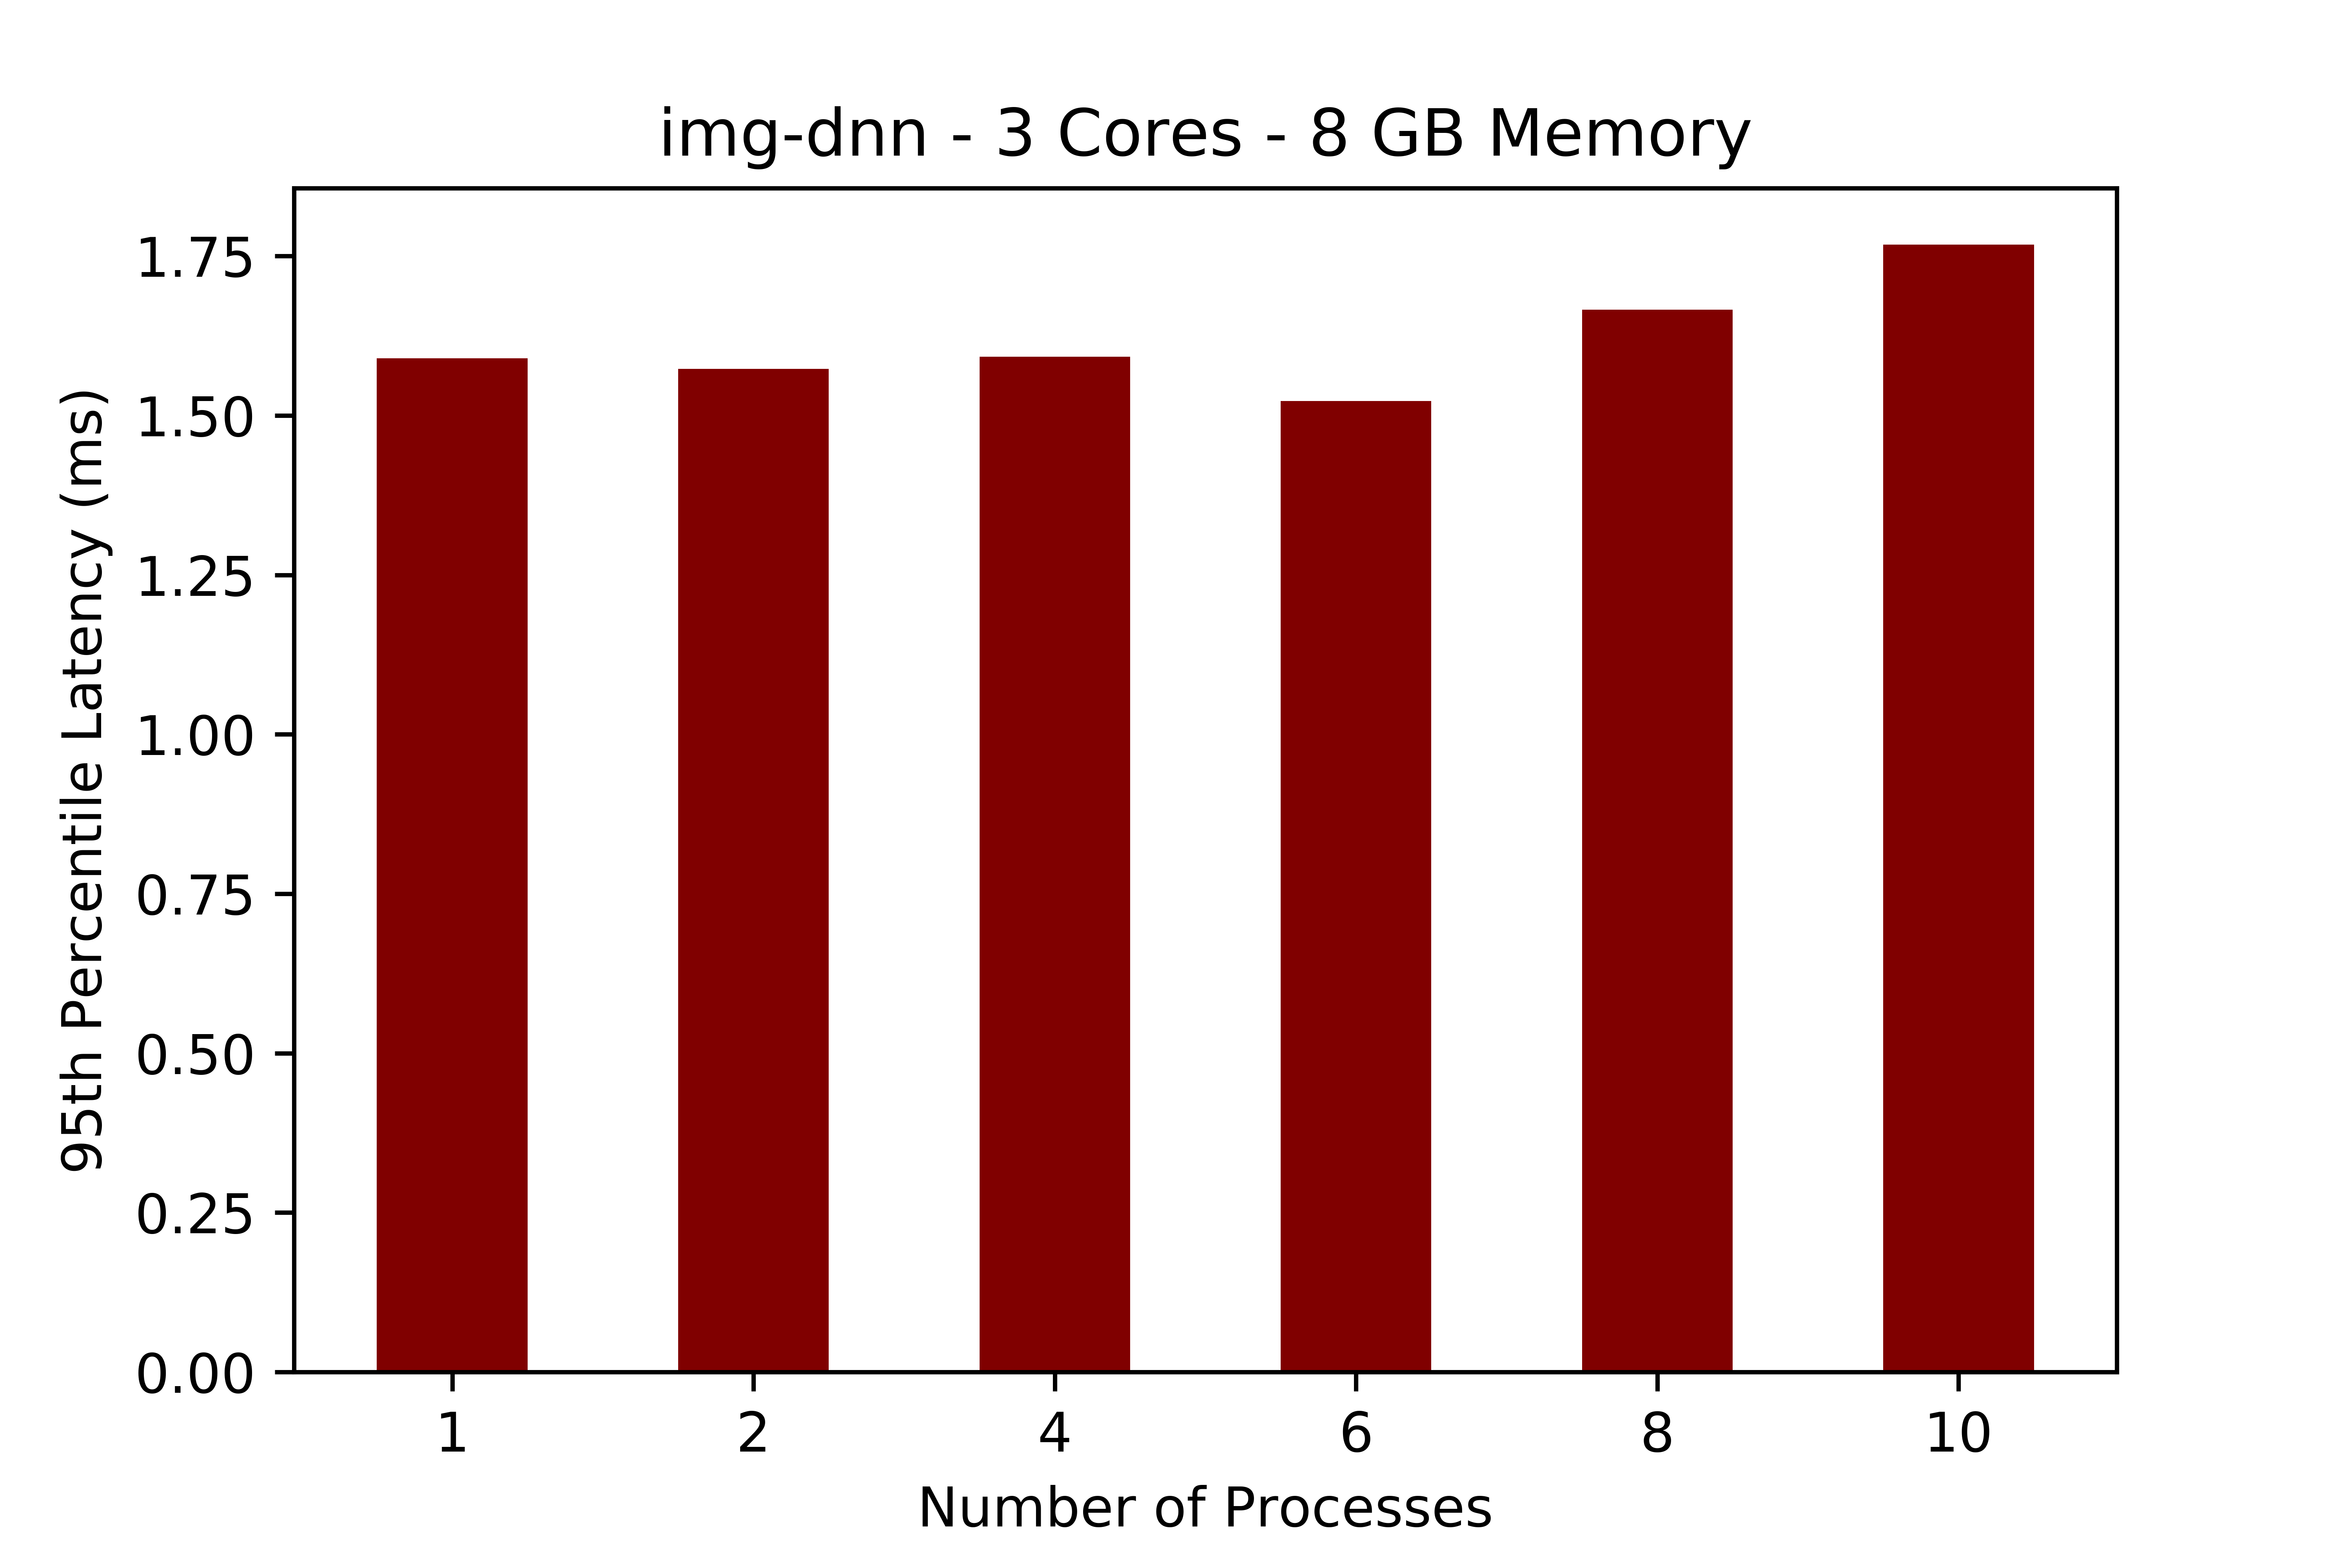 img-dnn - 3 Cores - 8 GB Memory
95th Percentile Latency (ms)
1.75
1.50
1.25
1.00
0.75
0.50
0.25
0.00
1 2 4 6 8 10
Number of Processes